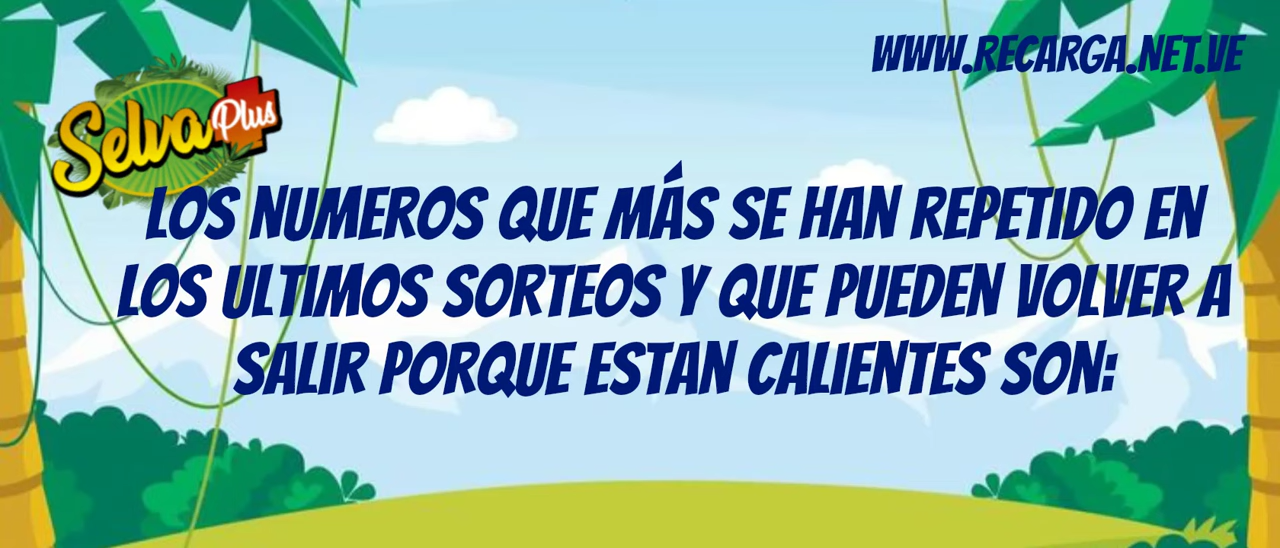 WWW.RECARGA.NET.VE
Selva Plus
LOS NUMEROS QUE MÁS SE HAN REPETIDO EN
LOS ULTIMOS SORTEOS Y QUE PUEDEN VOLVER A
SALIR PORQUE ESTAN CALIENTES SON: